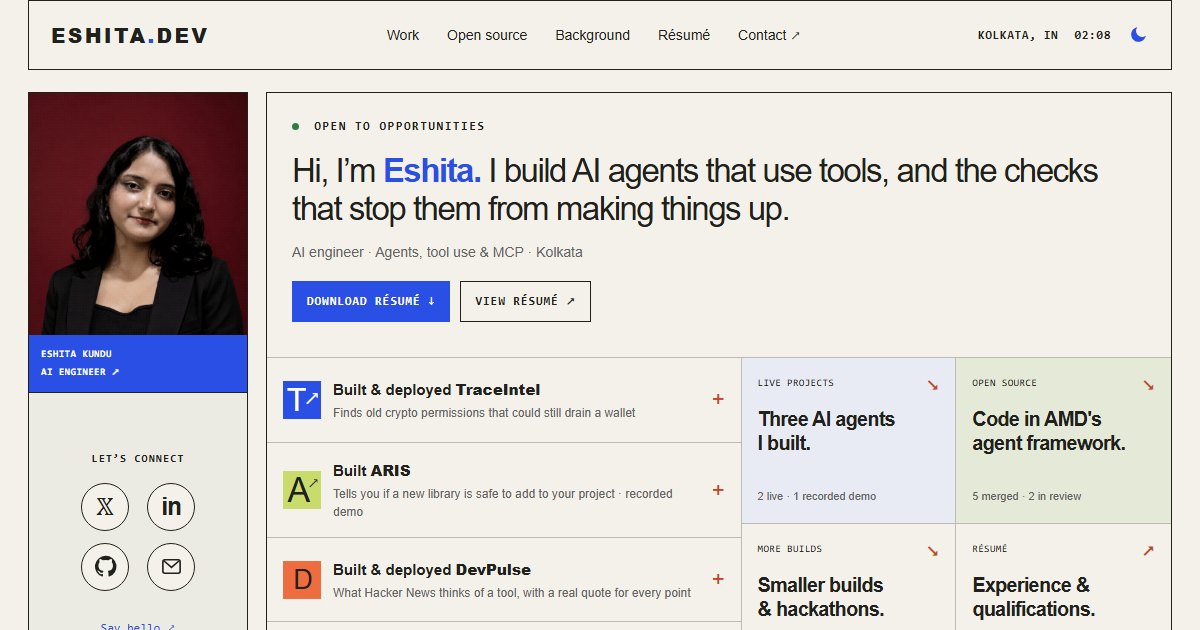 ESHITA.DEV
Work
Open source
Background
Résumé
Contact ↗
KOLKATA, IN 02:08
ESHITA KUNDU
AI ENGINEER ↗
LET’S CONNECT
𝕏
in
Say hello ↗
OPEN TO OPPORTUNITIES
Hi, I’m Eshita. I build AI agents that use tools, and the checks
that stop them from making things up.
AI engineer · Agents, tool use & MCP · Kolkata
DOWNLOAD RÉSUMÉ ↓
VIEW RÉSUMÉ ↗
T↗
Built & deployed TraceIntel
Finds old crypto permissions that could still drain a wallet
+
A↗
Built ARIS
Tells you if a new library is safe to add to your project · recorded
demo
+
D
Built & deployed DevPulse
What Hacker News thinks of a tool, with a real quote for every point
+
LIVE PROJECTS ↘
Three AI agents
I built.
2 live · 1 recorded demo
OPEN SOURCE ↘
Code in AMD's
agent framework.
5 merged · 2 in review
MORE BUILDS ↘
Smaller builds
& hackathons.
RÉSUMÉ ↗
Experience &
qualifications.